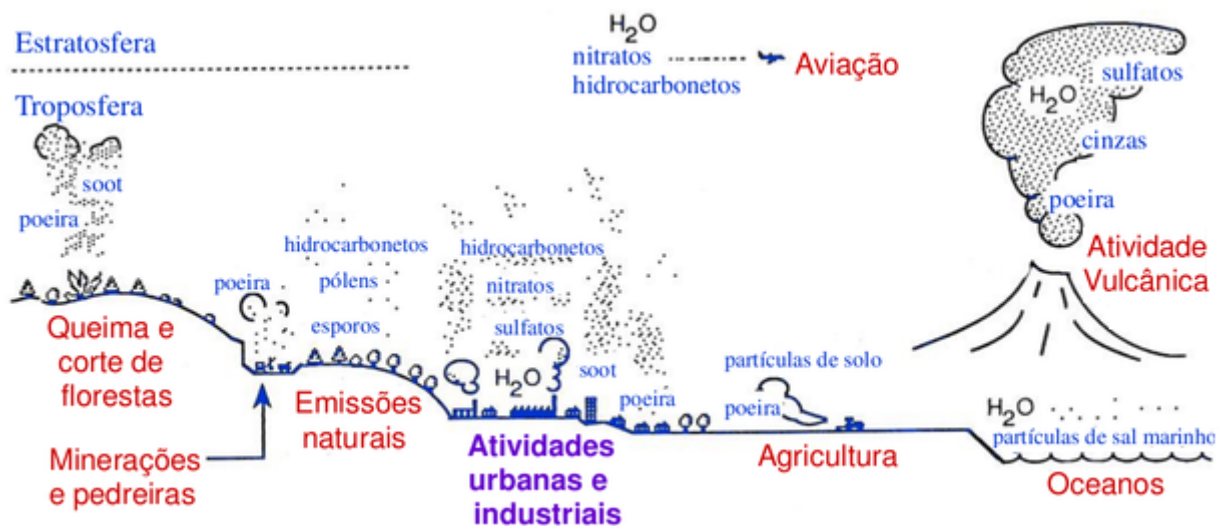 Estratosfera
Troposfera
soot
poeira
Queima e
corte de
florestas
poeira
Minerações
e pedreiras
hidrocarbonetos
pólens
esporos
Emissões
naturais
hidrocarbonetos
nitratos
sulfatos
H₂O
soot
poeira
Atividades
urbanas e
industriais
H₂O
nitratos
hidrocarbonetos
Aviação
partículas de solo
poeira
Agricultura
sulfatos
H₂O
cinzas
poeira
Atividade
Vulcânica
H₂O
partículas de sal marinho
Oceanos